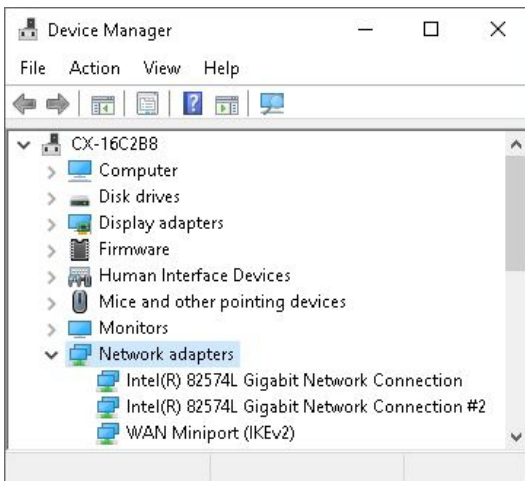 Device Manager
File Action View Help
CX-16C2B8
Computer
Disk drives
Display adapters
Firmware
Human Interface Devices
Mice and other pointing devices
Monitors
Network adapters
Intel(R) 82574L Gigabit Network Connection
Intel(R) 82574L Gigabit Network Connection #2
WAN Miniport (IKEv2)